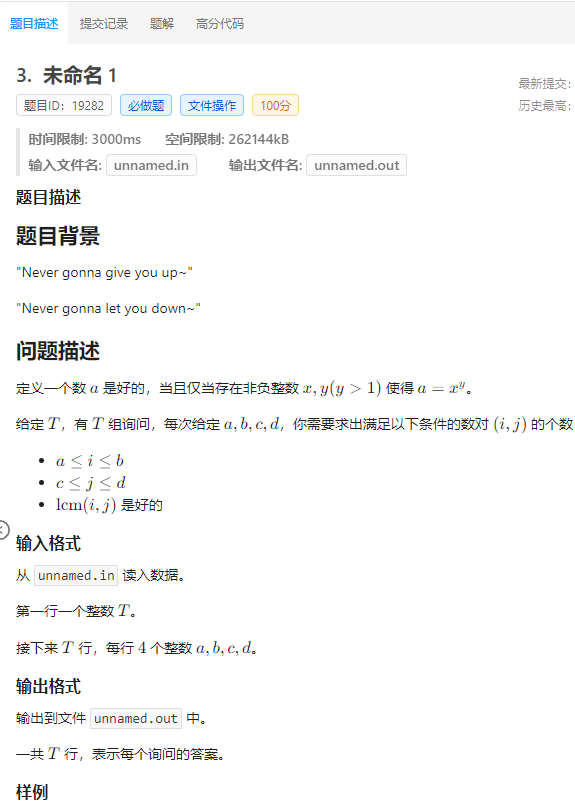 题目描述 提交记录 题解 高分代码
3. 未命名 1
最新提交:
题目ID: 19282 必做题 文件操作 100分
历史最高:
时间限制: 3000ms 空间限制: 262144kB
输入文件名: unnamed.in 输出文件名: unnamed.out
题目描述
题目背景
"Never gonna give you up~"
"Never gonna let you down~"
问题描述
定义一个数 a 是好的，当且仅当存在非负整数 x, y(y > 1) 使得 a = x^y。
给定 T，有 T 组询问，每次给定 a, b, c, d，你需要求出满足以下条件的数对 (i, j) 的个数
• a ≤ i ≤ b
• c ≤ j ≤ d
• lcm(i, j) 是好的
输入格式
从 unnamed.in 读入数据。
第一行一个整数 T。
接下来 T 行，每行 4 个整数 a, b, c, d。
输出格式
输出到文件 unnamed.out 中。
一共 T 行，表示每个询问的答案。
样例